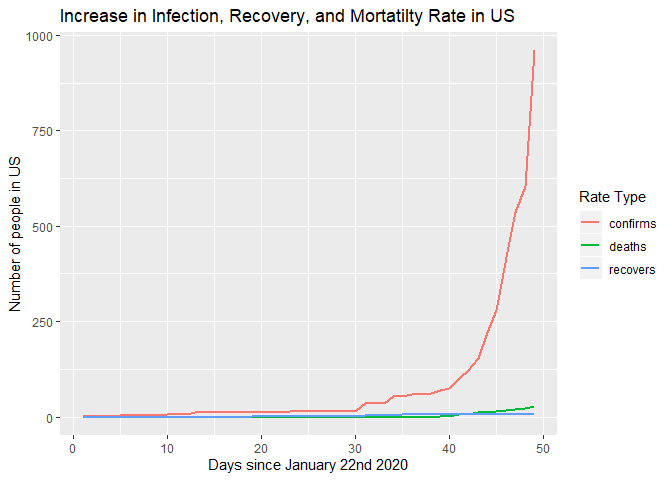 Increase in Infection, Recovery, and Mortatilty Rate in US
Number of people in US
1000
750
500
250
0
0 10 20 30 40 50
Days since January 22nd 2020
Rate Type
confirms
deaths
recovers